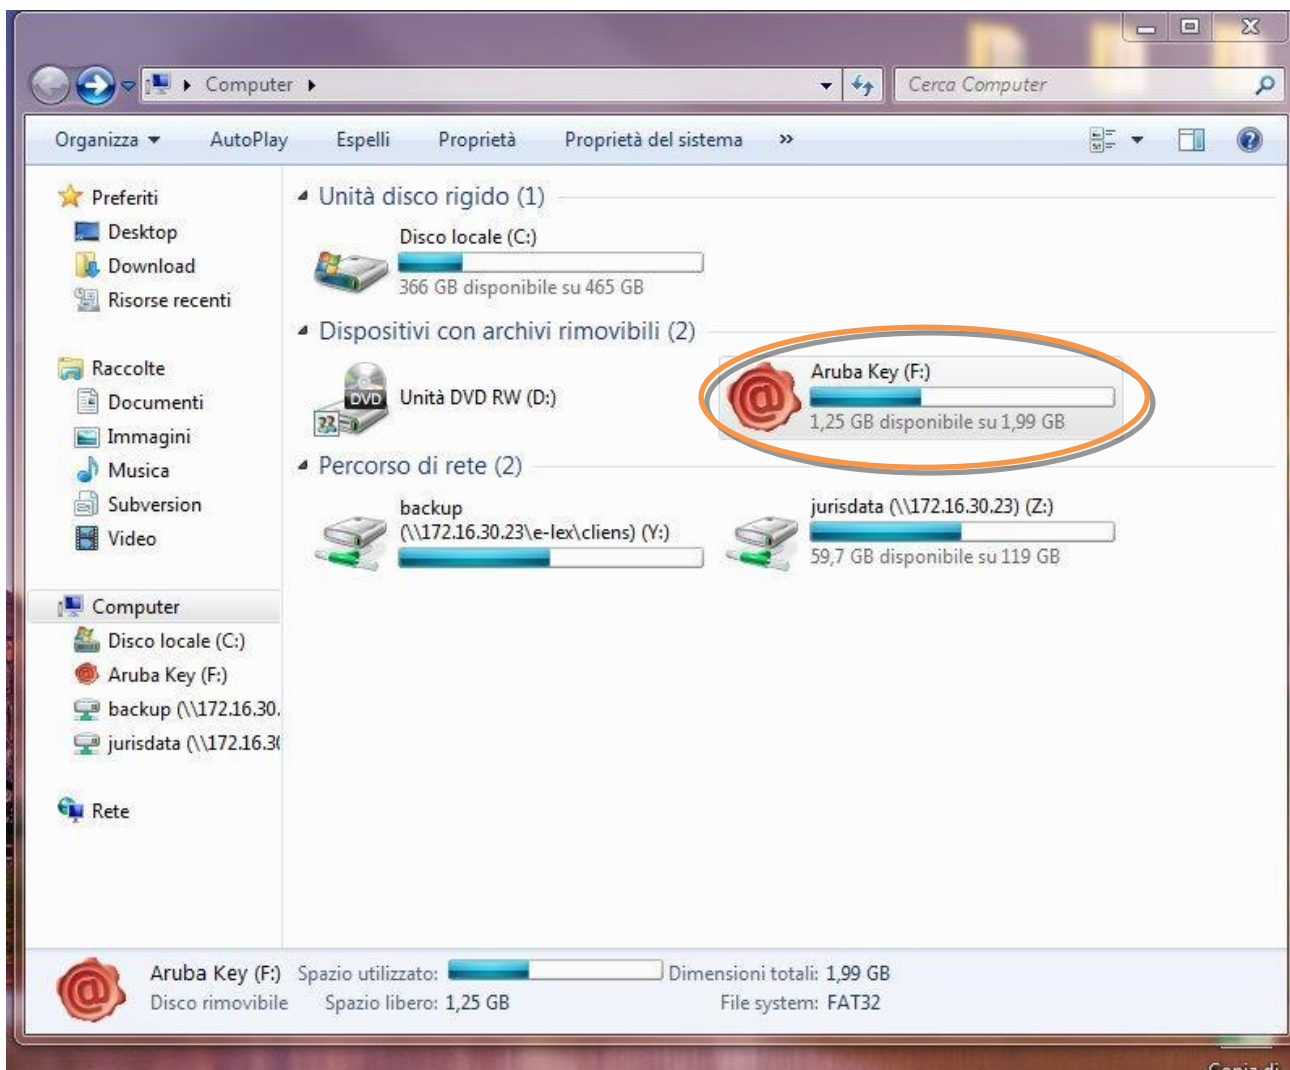 Computer
Cerca Computer
Organizza
AutoPlay
Espelli
Proprietà
Proprietà del sistema
»
Preferiti
Desktop
Download
Risorse recenti
Raccolte
Documenti
Immagini
Musica
Subversion
Video
Computer
Disco locale (C:)
Aruba Key (F:)
backup (\\172.16.30.
jurisdata (\\172.16.3
Rete
Unità disco rigido (1)
Disco locale (C:)
366 GB disponibile su 465 GB
Dispositivi con archivi rimovibili (2)
DVD
Unità DVD RW (D:)
Aruba Key (F:)
1,25 GB disponibile su 1,99 GB
Percorso di rete (2)
backup
(\\172.16.30.23\e-lex\cliens) (Y:)
jurisdata (\\172.16.30.23) (Z:)
59,7 GB disponibile su 119 GB
Aruba Key (F:) Spazio utilizzato: Dimensioni totali: 1,99 GB
Disco rimovibile Spazio libero: 1,25 GB File system: FAT32